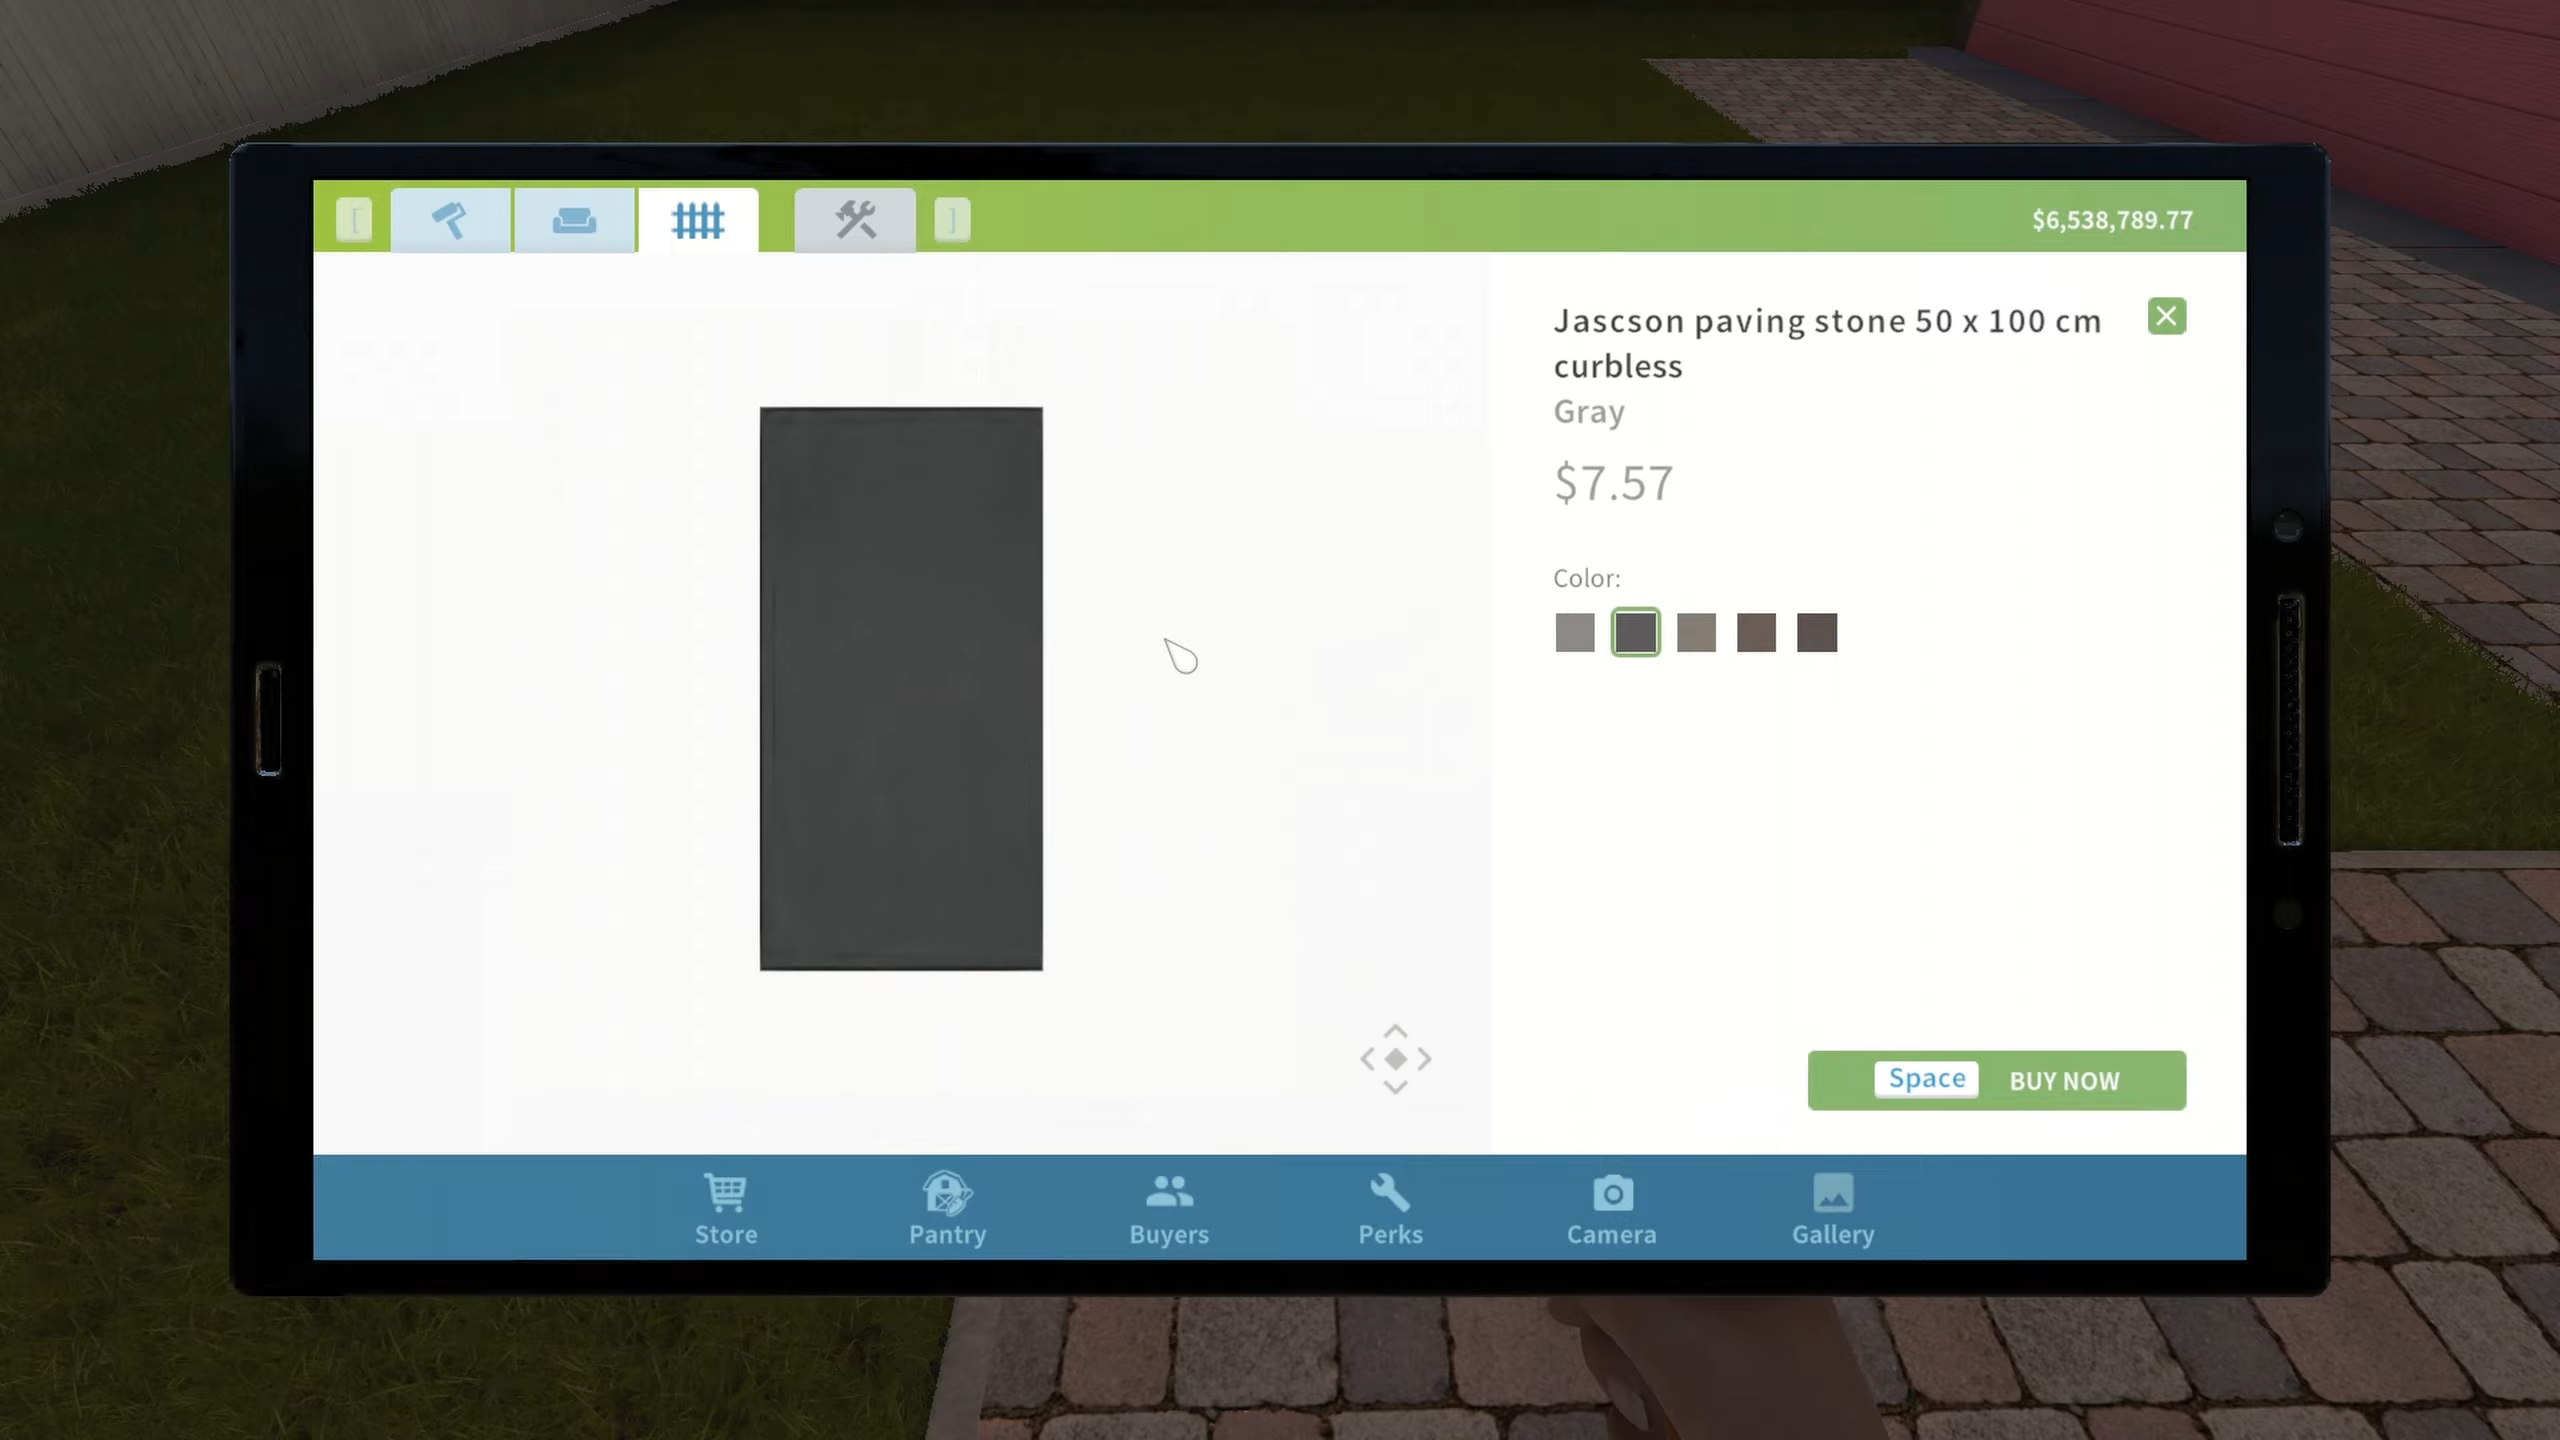 [
]
$6,538,789.77
Jascson paving stone 50 x 100 cm
curbless
Gray
$7.57
Color:
Space BUY NOW
Store Pantry Buyers Perks Camera Gallery